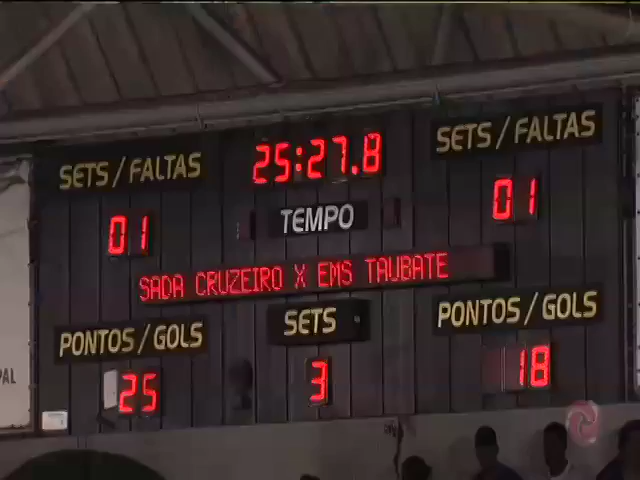 SETS / FALTAS
25:27.8
SETS / FALTAS
01
TEMPO
01
SADA CRUZEIRO X EMS TAUBATE
PONTOS / GOLS
SETS
PONTOS / GOLS
25
3
18
PAL